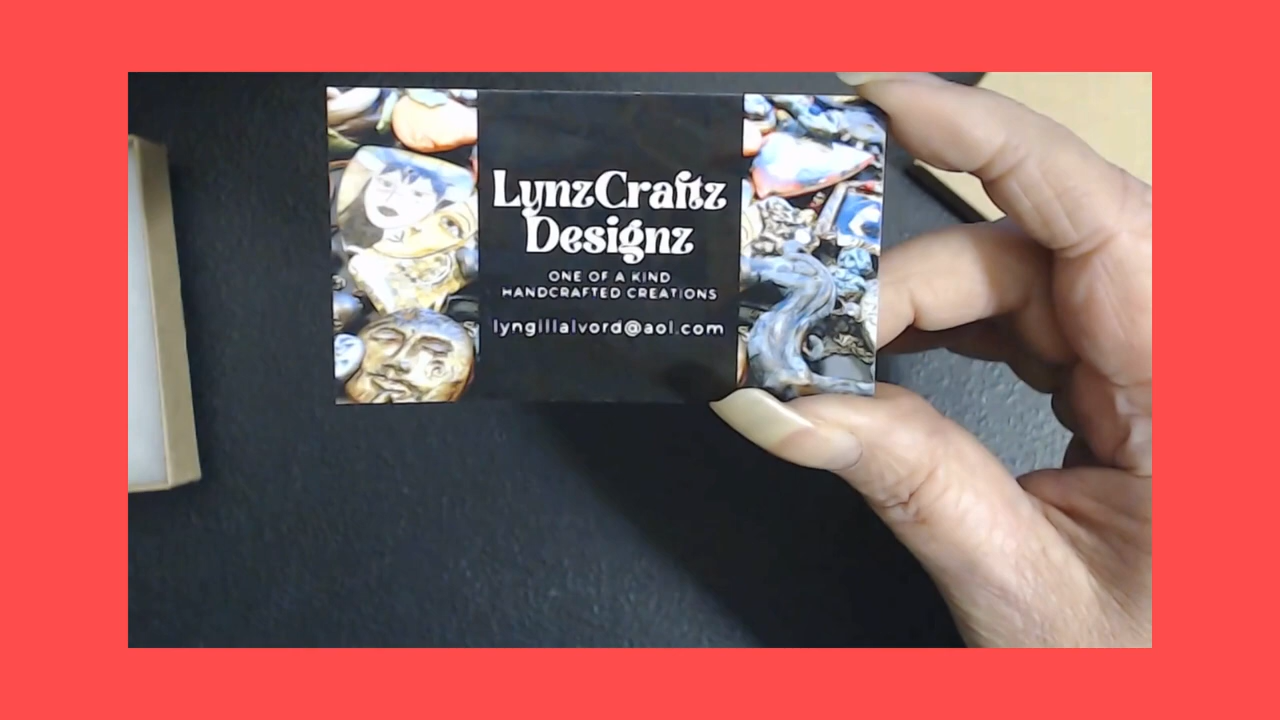 LynzCraftz
Designz
ONE OF A KIND
HANDCRAFTED CREATIONS
lyngillalvord@aol.com